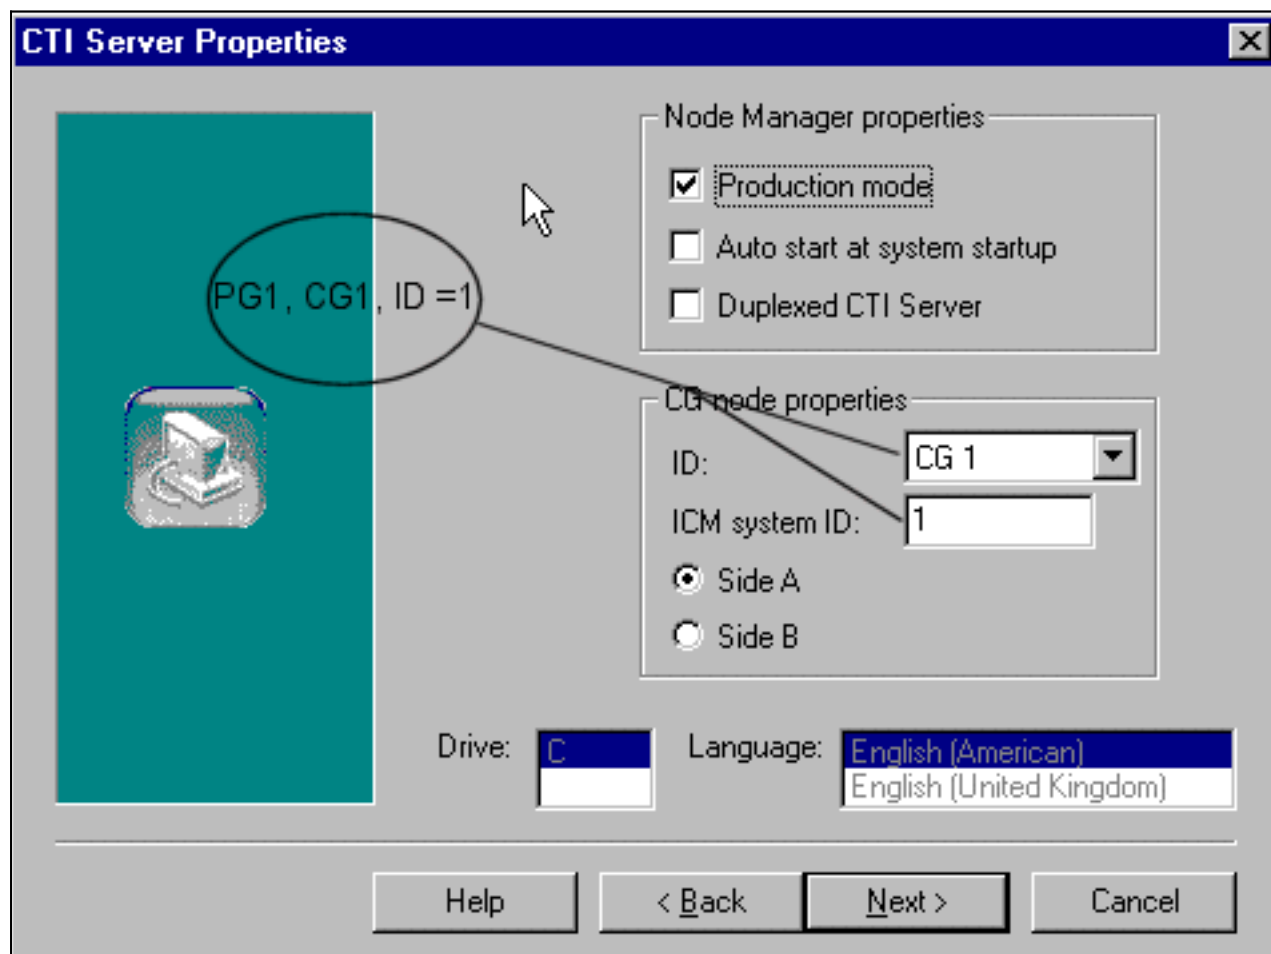 CTI Server Properties
Node Manager properties
Production mode
Auto start at system startup
Duplexed CTI Server
PG1, CG1, ID =1
CG node properties
ID: CG 1
ICM system ID: 1
Side A
Side B
Drive: C
Language: English (American)
English (United Kingdom)
Help < Back Next > Cancel